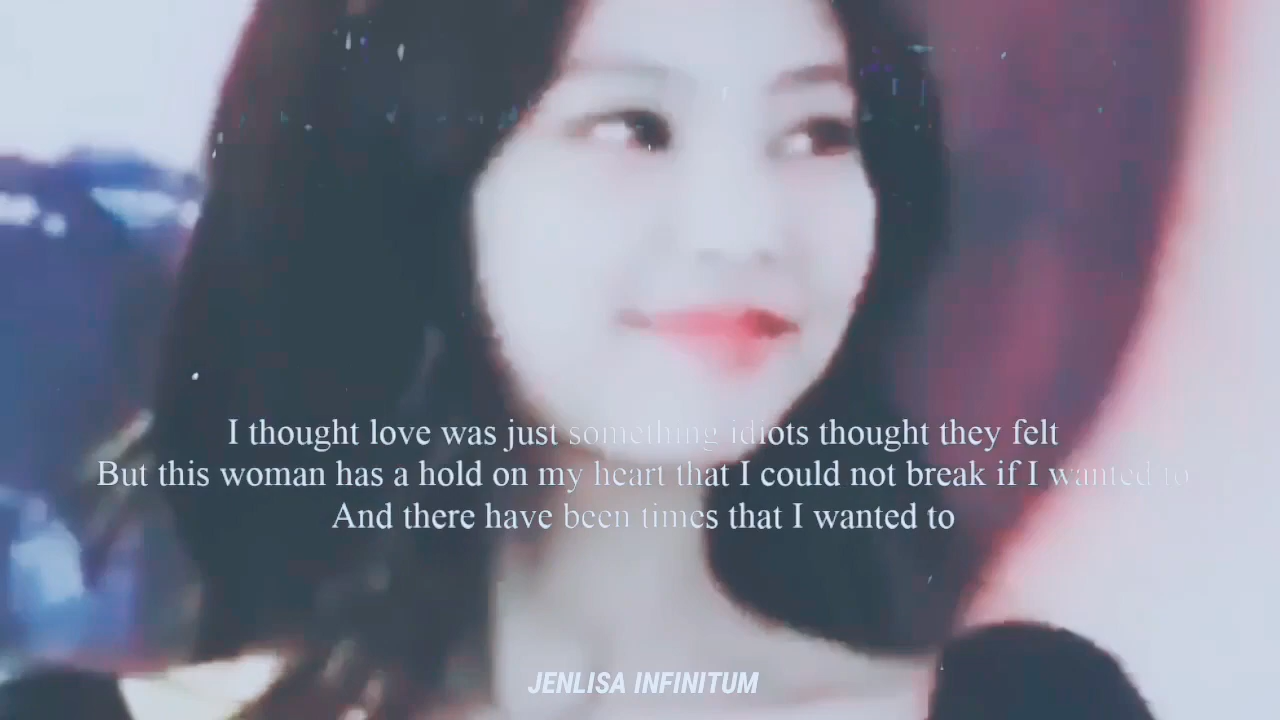 I thought love was just something idiots thought they felt
But this woman has a hold on my heart that I could not break if I wanted to
And there have been times that I wanted to
JENLISA INFINITUM